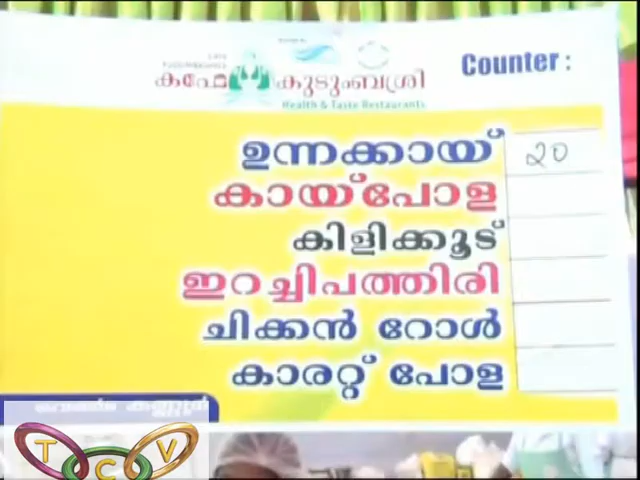 കഫേ കുടുംബശ്രീ
Health & Taste Restaurants
Counter :
ഉന്നക്കായ് 20
കായ്പോള
കിളിക്കൂട്
ഇറച്ചിപത്തിരി
ചിക്കൻ റോൾ
കാരറ്റ് പോള
TCV